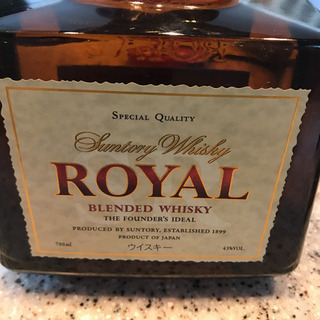 SPECIAL QUALITY
Suntory Whisky
ROYAL
BLENDED WHISKY
THE FOUNDER'S IDEAL
PRODUCED BY SUNTORY, ESTABLISHED 1899
PRODUCT OF JAPAN
700ml ウイスキー 43%VOL.